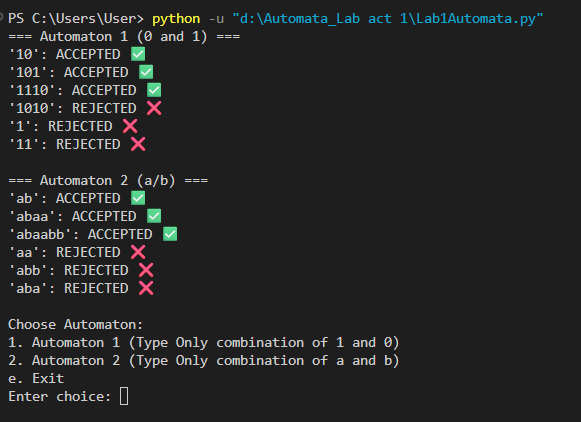 PS C:\Users\User> python -u "d:\Automata_Lab act 1\Lab1Automata.py"
=== Automaton 1 (0 and 1) ===
'10': ACCEPTED ✅
'101': ACCEPTED ✅
'1110': ACCEPTED ✅
'1010': REJECTED ❌
'1': REJECTED ❌
'11': REJECTED ❌
=== Automaton 2 (a/b) ===
'ab': ACCEPTED ✅
'abaa': ACCEPTED ✅
'abaabb': ACCEPTED ✅
'aa': REJECTED ❌
'abb': REJECTED ❌
'aba': REJECTED ❌
Choose Automaton:
1. Automaton 1 (Type Only combination of 1 and 0)
2. Automaton 2 (Type Only combination of a and b)
e. Exit
Enter choice: